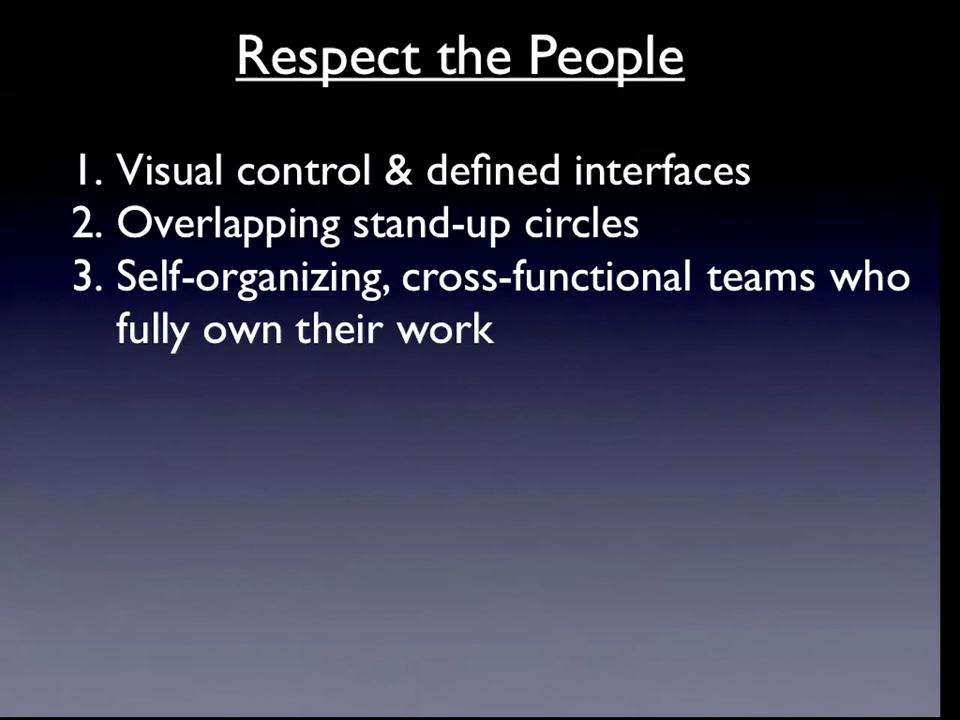 Respect the People
1. Visual control & defined interfaces
2. Overlapping stand-up circles
3. Self-organizing, cross-functional teams who
fully own their work